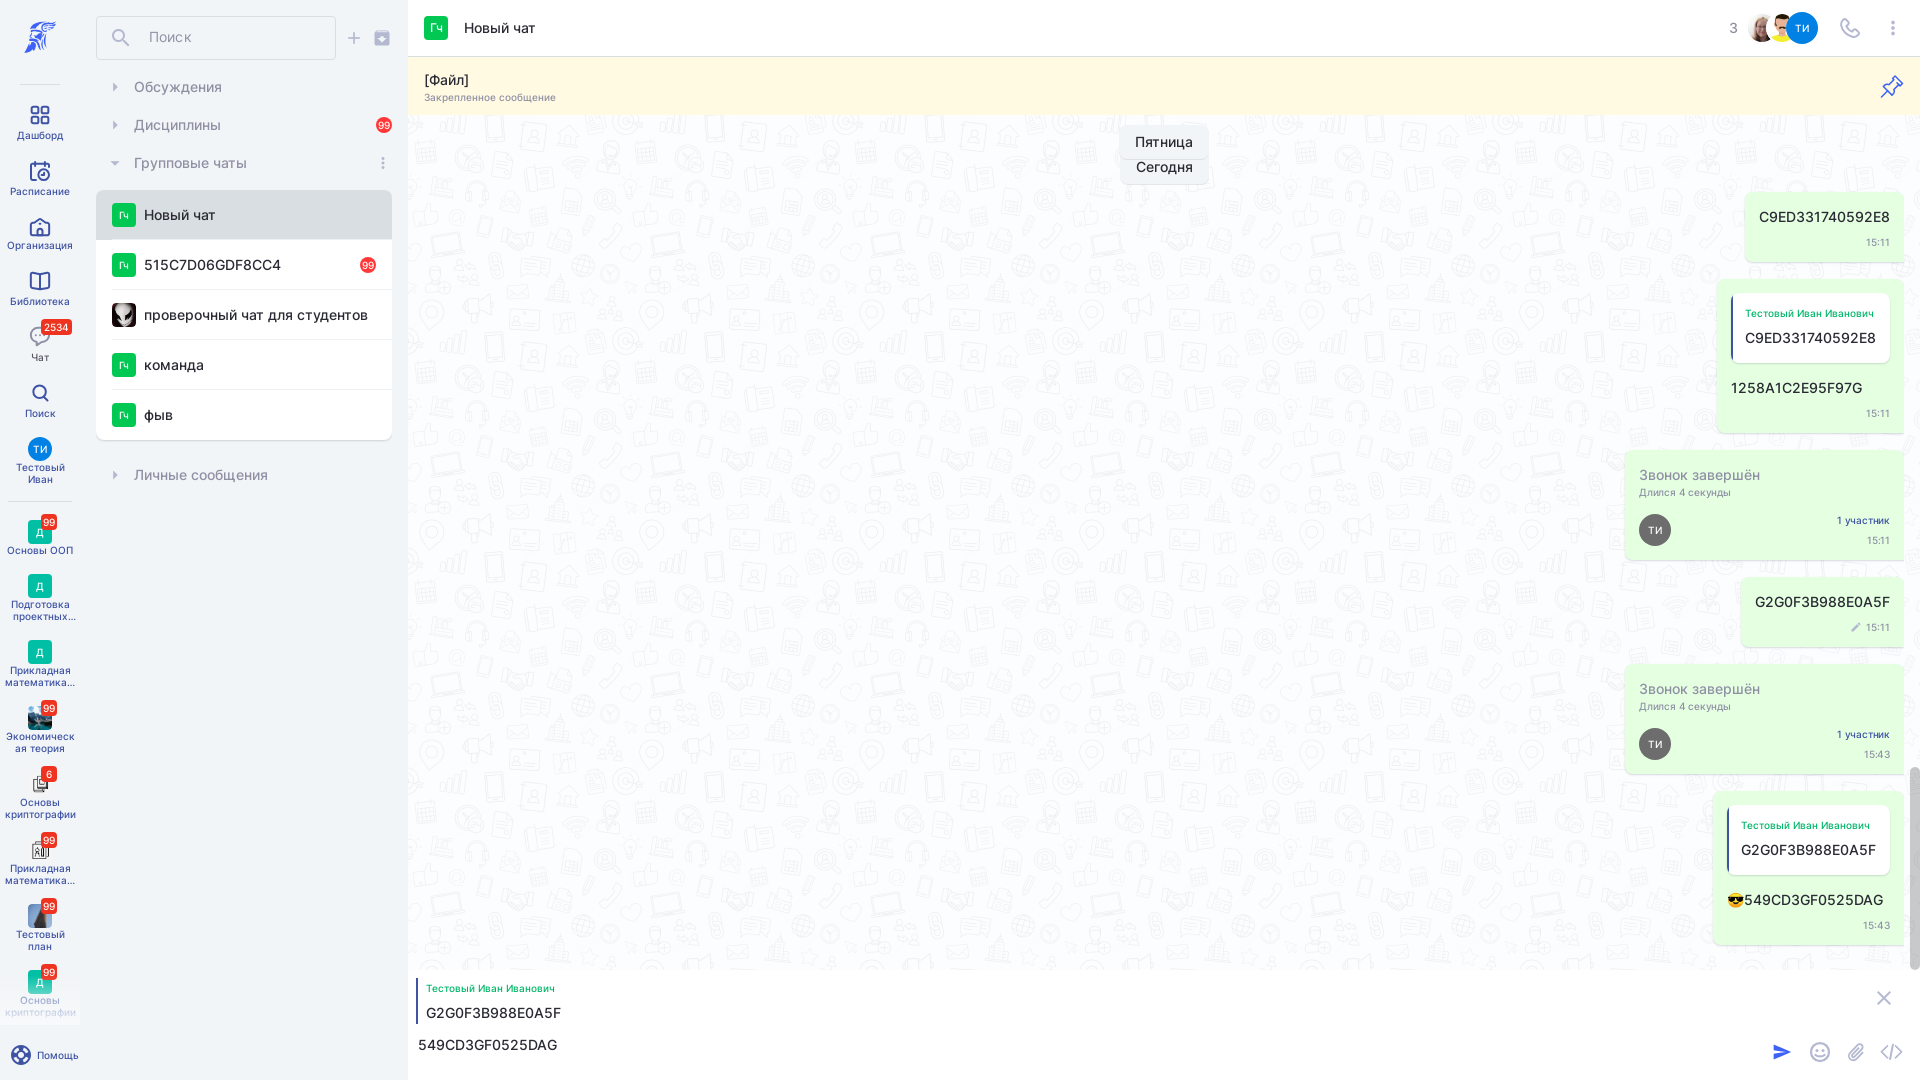 Дашборд
Расписание
Организация
Библиотека
2534
Чат
Поиск
ТИ
Тестовый
Иван
99
Д
Основы ООП
Д
Подготовка
проектных...
Д
Прикладная
математика...
99
Экономическ
ая теория
6
Основы
криптографии
99
Прикладная
математика...
99
Тестовый
план
99
Д
Основы
криптографии
Помощь
Поиск
Обсуждения
Дисциплины
99
Групповые чаты
Гч
Новый чат
Гч
515C7D06GDF8CC4
99
проверочный чат для студентов
Гч
команда
Гч
фыв
Личные сообщения
Гч
Новый чат
3
ТИ
[Файл]
Закрепленное сообщение
Пятница
Сегодня
C9ED331740592E8
15:11
Тестовый Иван Иванович
C9ED331740592E8
1258A1C2E95F97G
15:11
Звонок завершён
Длился 4 секунды
ТИ
1 участник
15:11
G2G0F3B988E0A5F
15:11
Звонок завершён
Длился 4 секунды
ТИ
1 участник
15:43
Тестовый Иван Иванович
G2G0F3B988E0A5F
😎549CD3GF0525DAG
15:43
Тестовый Иван Иванович
G2G0F3B988E0A5F
549CD3GF0525DAG